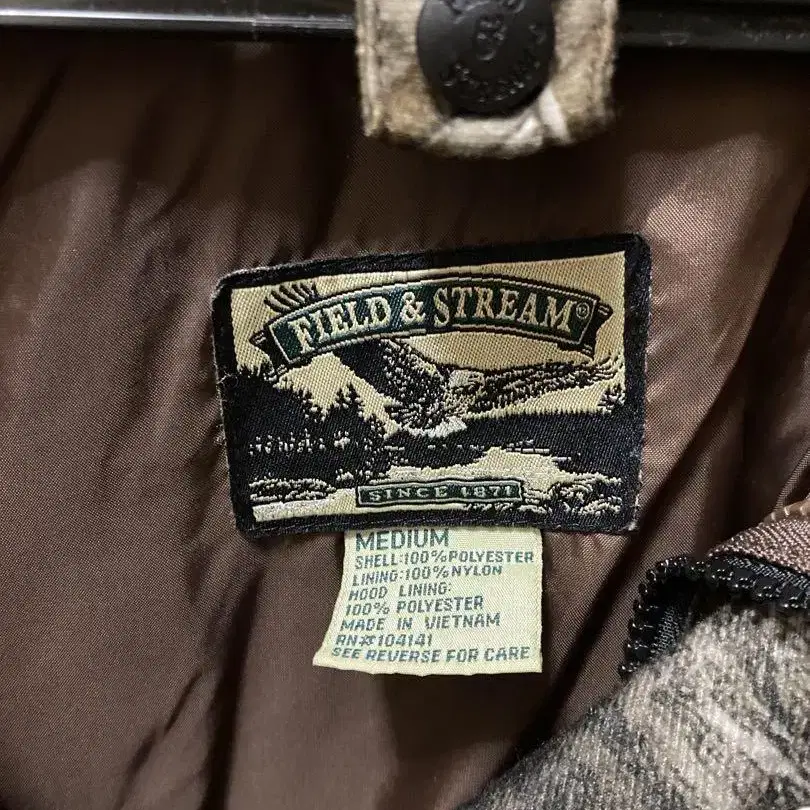 FIELD & STREAM®
SINCE 1871
MEDIUM
SHELL:100%POLYESTER
LINING:100%NYLON
HOOD LINING:
100% POLYESTER
MADE IN VIETNAM
RN#104141
SEE REVERSE FOR CARE